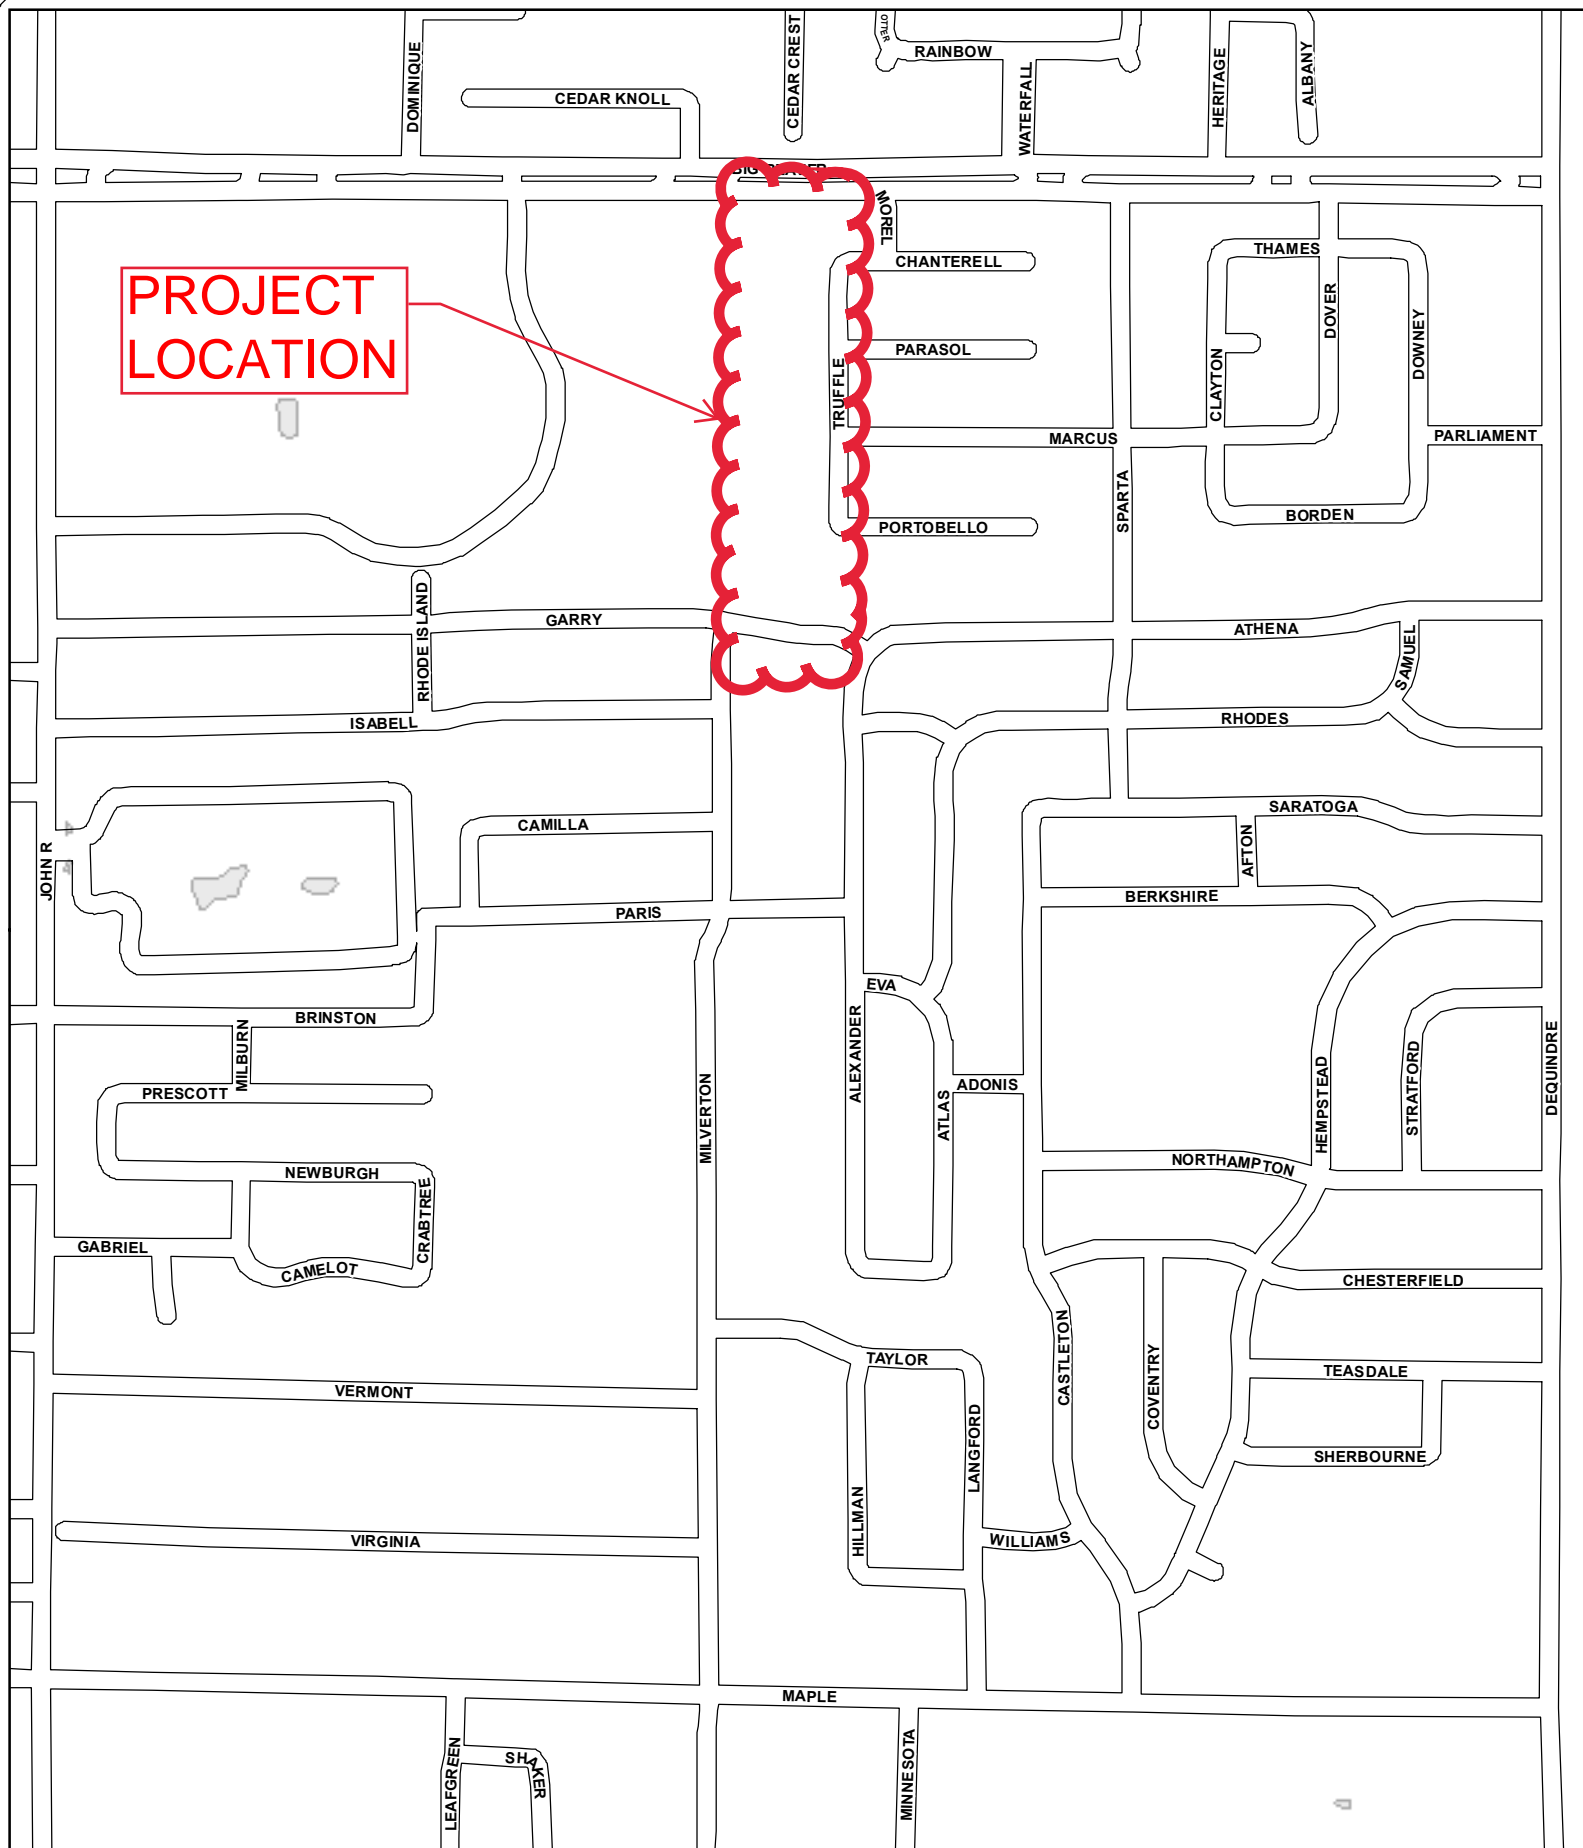 OTTER
RAINBOW
DOMINIQUE
CEDAR KNOLL
CEDAR CREST
WATERFALL
HERITAGE
ALBANY
MOREL
CHANTERELL
THAMES
PROJECT
LOCATION
DOVER
DOWNEY
PARASOL
TRUFFLE
CLAYTON
MARCUS
PARLIAMENT
SPARTA
PORTOBELLO
BORDEN
RHODE ISLAND
GARRY
ATHENA
SAMUEL
ISABELL
RHODES
CAMILLA
SARATOGA
AFTON
JOHN R
BERKSHIRE
PARIS
EVA
BRINSTON
MILBURN
ALEXANDER
DEQUINDRE
PRESCOTT
MILVERTON
ATLAS
ADONIS
HEMPSTEAD
STRATFORD
NEWBURGH
NORTHAMPTON
CRABTREE
GABRIEL
CAMELOT
CHESTERFIELD
TAYLOR
CASTLETON
COVENTRY
TEASDALE
VERMONT
LANGFORD
SHERBOURNE
HILLMAN
VIRGINIA
WILLIAMS
MAPLE
LEAFGREEN
SHAKER
MINNESOTA